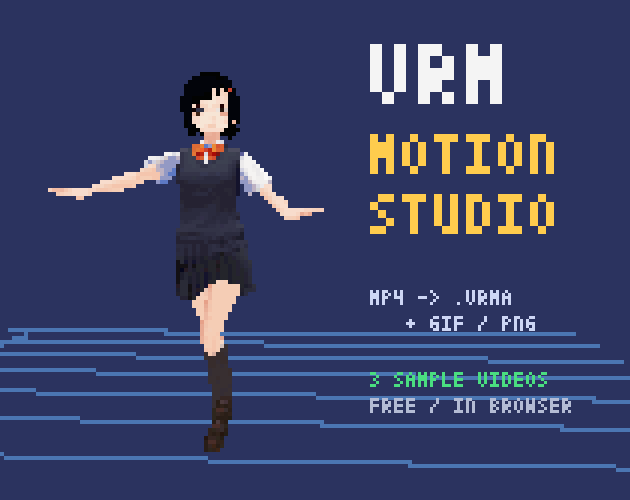 VRM
MOTION
STUDIO
MP4 -> .VRMA
+ GIF / PNG
3 SAMPLE VIDEOS
FREE / IN BROWSER